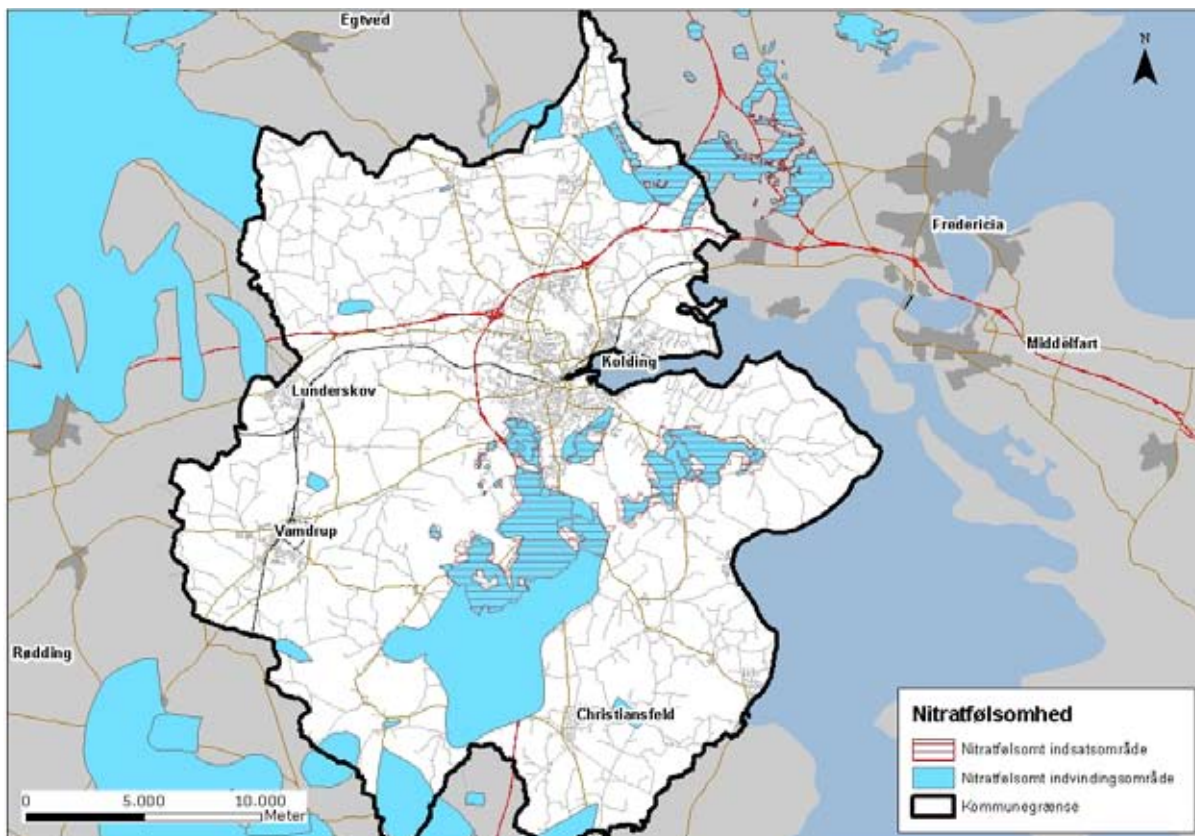 Egtved
N
Fredericia
Middelfart
Kolding
Lunderskov
Vamdrup
Rødding
Christiansfeld
Nitratfølsomhed
Nitratfølsomt indsatsområde
Nitratfølsomt indvindingsområde
Kommunegrænse
0 5.000 10.000
Meter